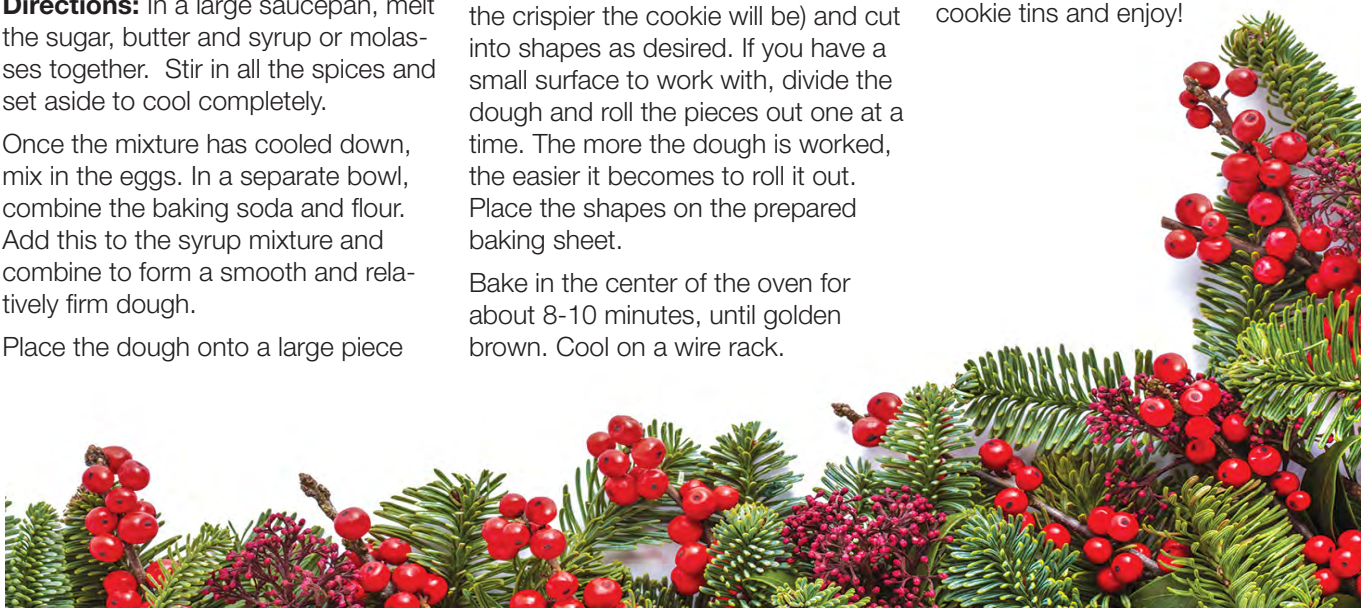 Directions: In a large saucepan, melt
the sugar, butter and syrup or molas-
ses together.  Stir in all the spices and
set aside to cool completely.
Once the mixture has cooled down,
mix in the eggs. In a separate bowl,
combine the baking soda and flour.
Add this to the syrup mixture and
combine to form a smooth and rela-
tively firm dough.
Place the dough onto a large piece
the crispier the cookie will be) and cut
into shapes as desired. If you have a
small surface to work with, divide the
dough and roll the pieces out one at a
time. The more the dough is worked,
the easier it becomes to roll it out.
Place the shapes on the prepared
baking sheet.
Bake in the center of the oven for
about 8-10 minutes, until golden
brown. Cool on a wire rack.
cookie tins and enjoy!